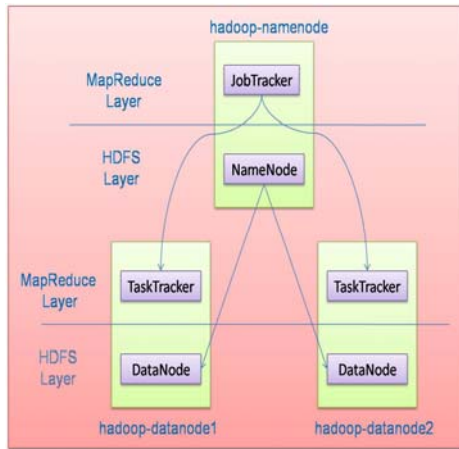 hadoop-namenode
MapReduce
Layer
JobTracker
HDFS
Layer
NameNode
MapReduce
Layer
TaskTracker
TaskTracker
HDFS
Layer
DataNode
DataNode
hadoop-datanode1
hadoop-datanode2